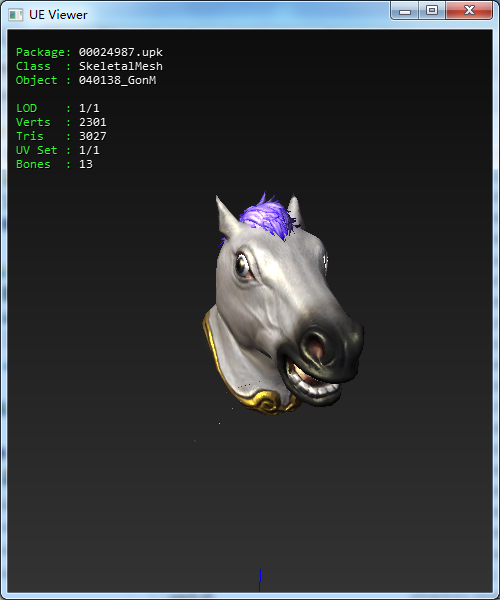 UE Viewer
Package: 00024987.upk
Class : SkeletalMesh
Object : 040138_GonM
LOD : 1/1
Verts : 2301
Tris : 3027
UV Set : 1/1
Bones : 13